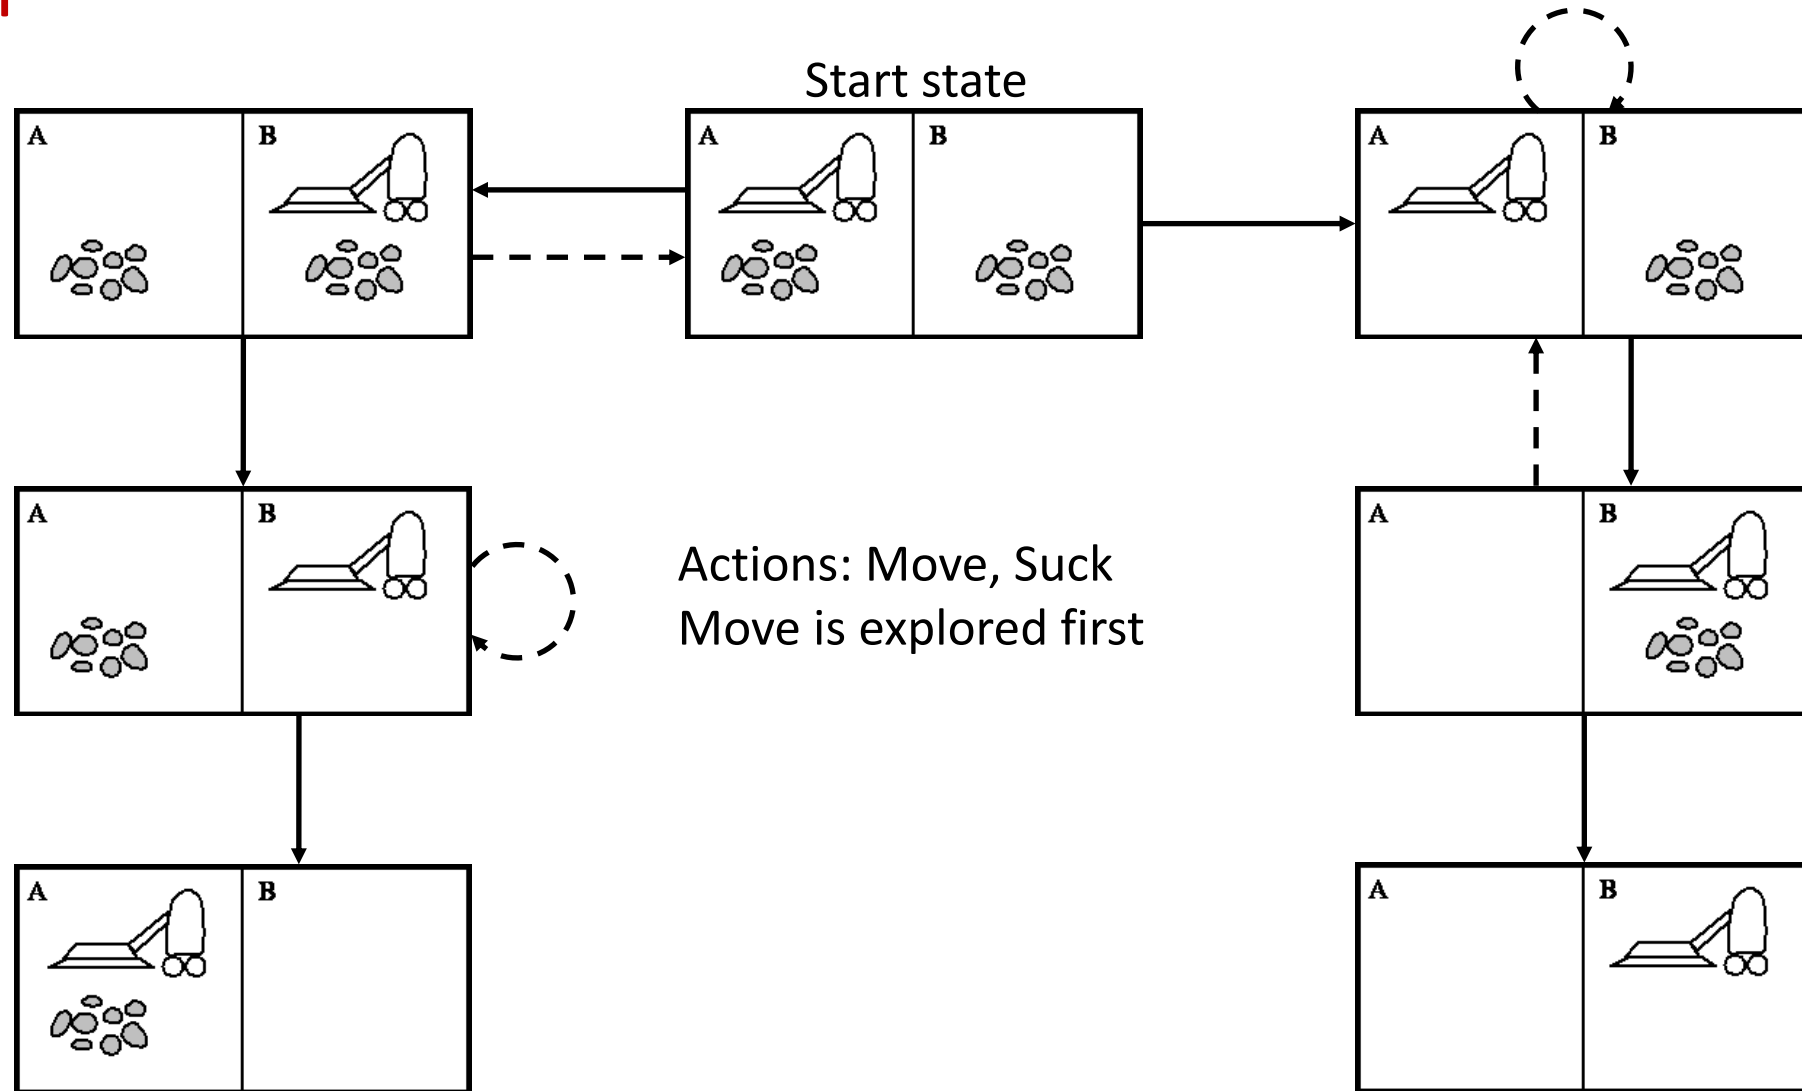 Start state
A B
A B
A B
A B
A B
Actions: Move, Suck
Move is explored first
A B
A B